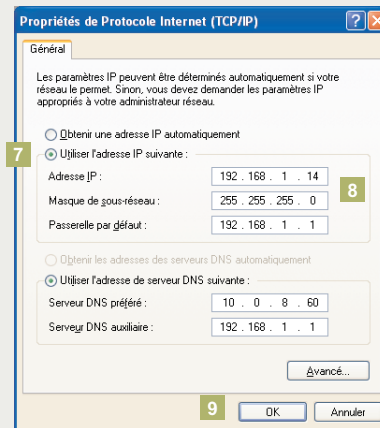 Propriétés de Protocole Internet (TCP/IP)
Général
Les paramètres IP peuvent être déterminés automatiquement si votre
réseau le permet. Sinon, vous devez demander les paramètres IP
appropriés à votre administrateur réseau.
Obtenir une adresse IP automatiquement
7 Utiliser l'adresse IP suivante :
Adresse IP : 192 . 168 . 1 . 14
8
Masque de sous-réseau : 255 . 255 . 255 . 0
Passerelle par défaut : 192 . 168 . 1 . 1
Obtenir les adresses des serveurs DNS automatiquement
Utiliser l'adresse de serveur DNS suivante :
Serveur DNS préféré : 10 . 0 . 8 . 60
Serveur DNS auxiliaire : 192 . 168 . 1 . 1
Avancé...
9 OK Annuler